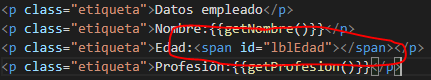 <p class="etiqueta">Datos empleado</p>
<p class="etiqueta">Nombre:{{getNombre()}}</p>
<p class="etiqueta">Edad:<span id="lblEdad"></span></p>
<p class="etiqueta">Profesion:{{getProfesion()}}</p>